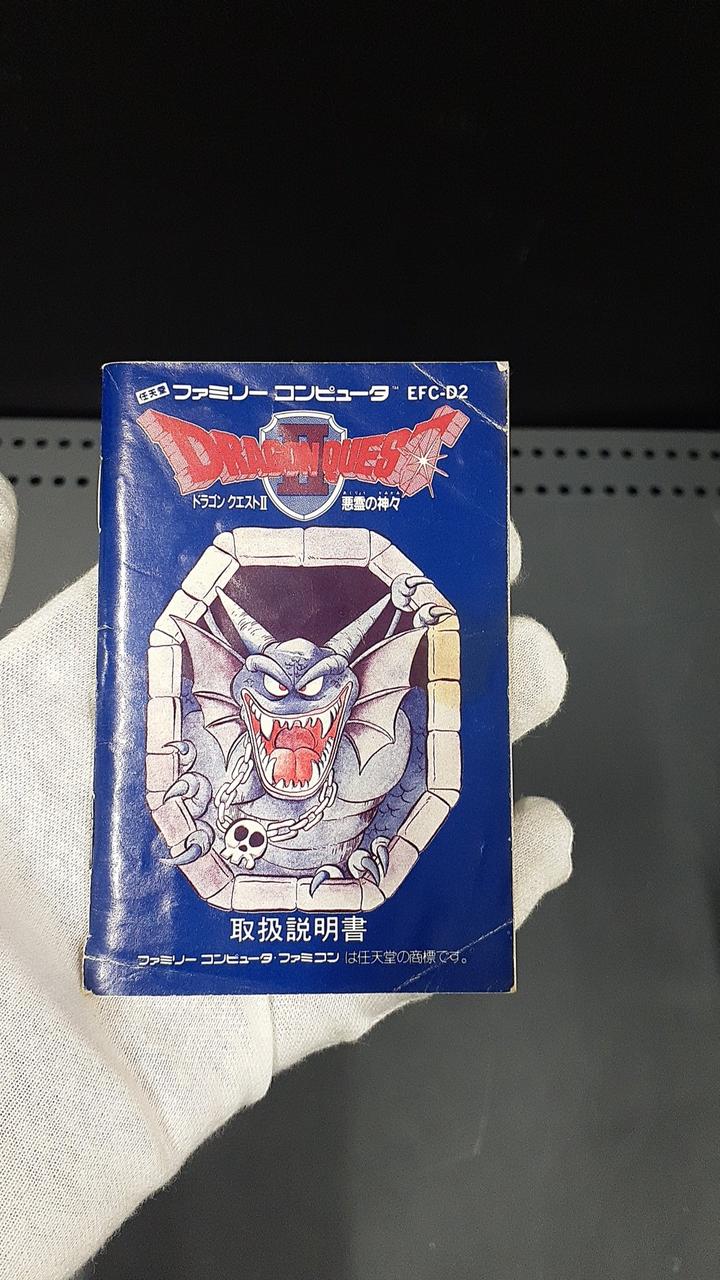 任天堂 ファミリー コンピュータ™ EFC-D2
DRAGON QUEST II
ドラゴン クエストII 悪霊の神々
取扱説明書
ファミリー コンピュータ・ファミコン は任天堂の商標です。